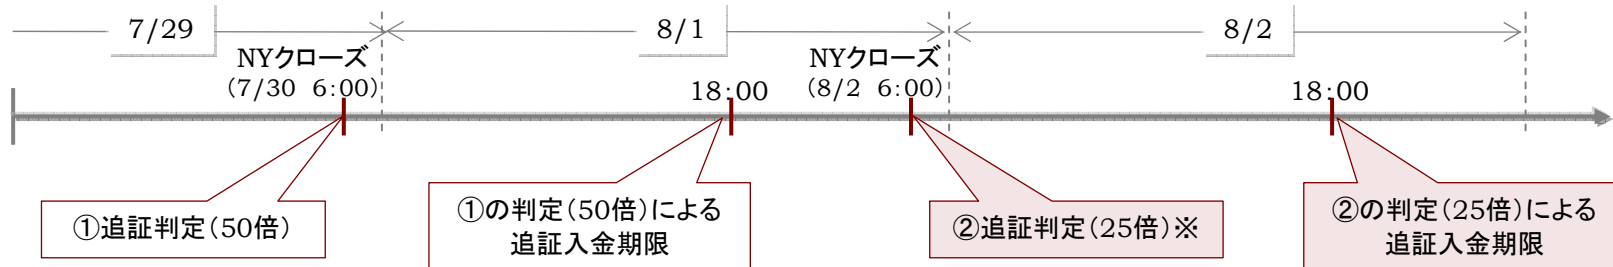 7/29
8/1
8/2
NYクローズ
(7/30 6:00)
18:00
NYクローズ
(8/2 6:00)
18:00
①追証判定(50倍)
①の判定(50倍)による
追証入金期限
②追証判定(25倍)※
②の判定(25倍)による
追証入金期限